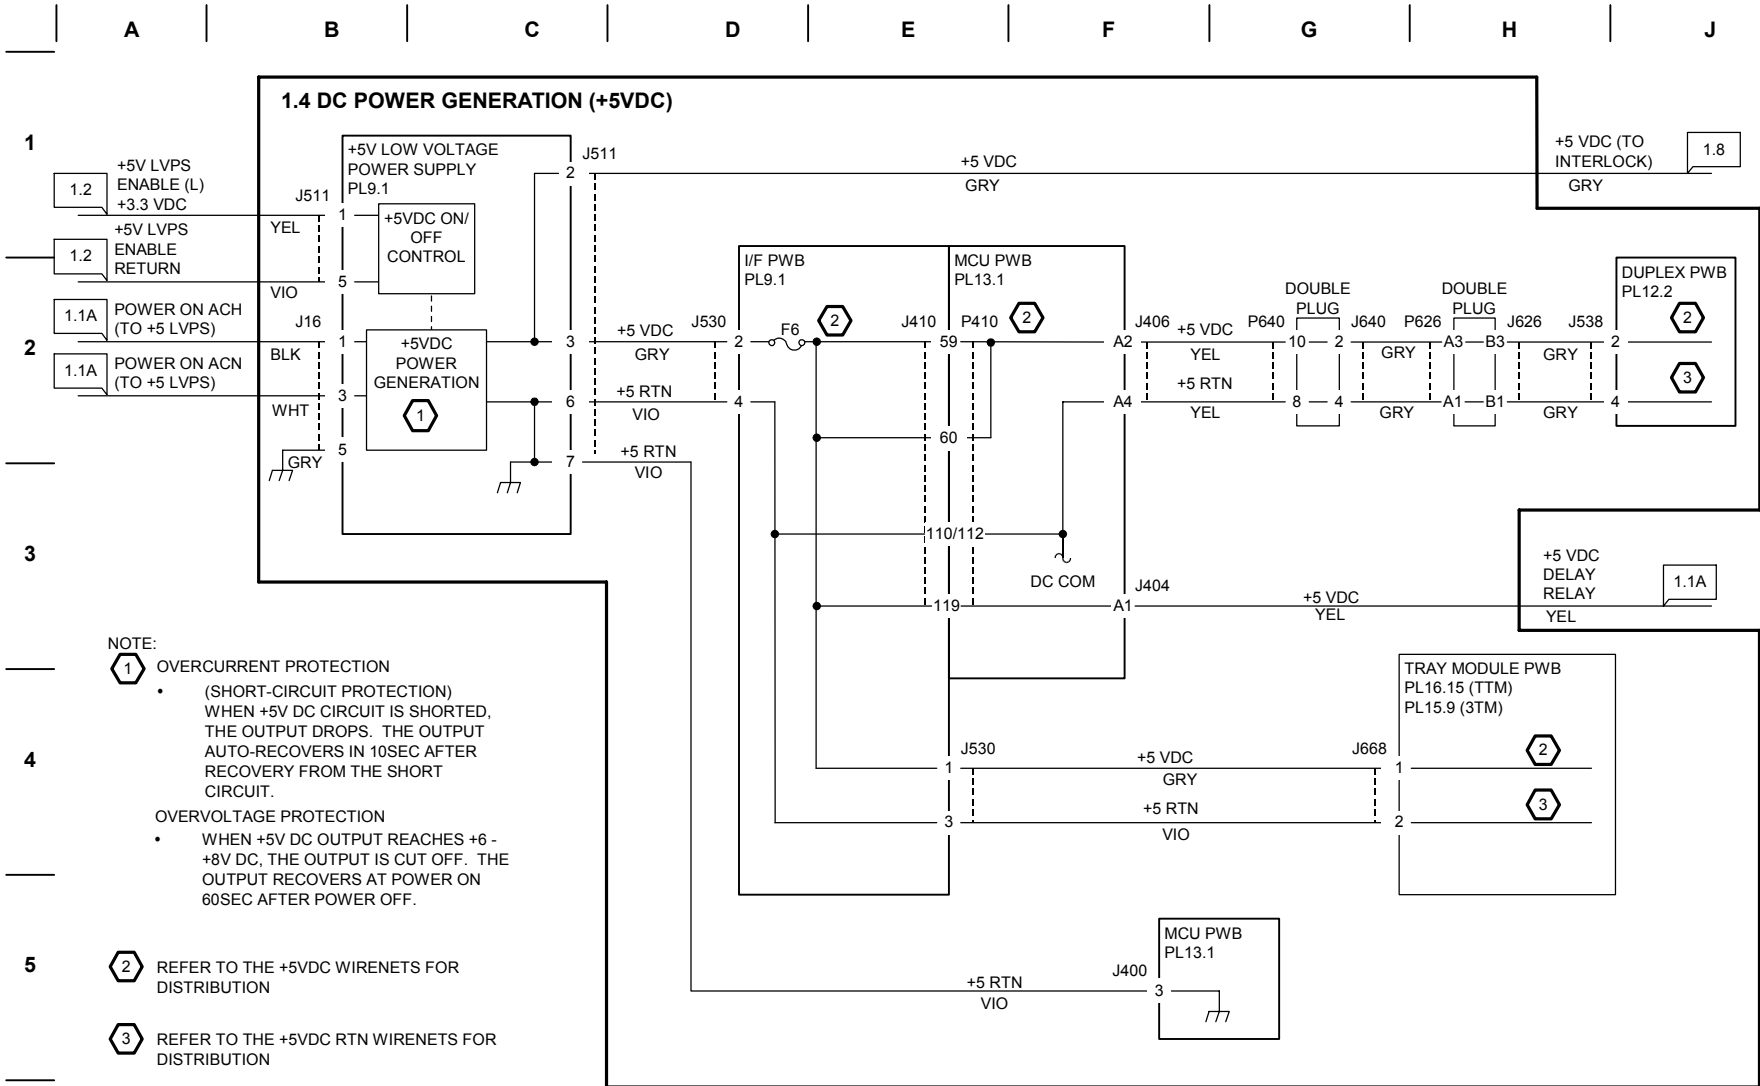 A B C D E F G H J
1
2
3
4
5
1.4 DC POWER GENERATION (+5VDC)
1.2
+5V LVPS
ENABLE (L)
+3.3 VDC
1.2
+5V LVPS
ENABLE
RETURN
1.1A
POWER ON ACH
(TO +5 LVPS)
1.1A
POWER ON ACN
(TO +5 LVPS)
J511
YEL
1
VIO
5
J16
BLK
1
WHT
3
GRY
5
+5V LOW VOLTAGE
POWER SUPPLY
PL9.1
+5VDC ON/
OFF
CONTROL
+5VDC
POWER
GENERATION
1
J511
2
3
6
7
+5 VDC
GRY
+5 VDC (TO
INTERLOCK)
GRY
1.8
+5 VDC
GRY
+5 RTN
VIO
+5 RTN
VIO
J530
2
4
I/F PWB
PL9.1
F6
2
J410
P410
59
60
110/112
119
MCU PWB
PL13.1
2
DC COM
J406
A2
A4
J404
A1
+5 VDC
YEL
+5 RTN
YEL
DOUBLE
PLUG
P640
J640
10
2
8
4
GRY
GRY
DOUBLE
PLUG
P626
J626
A3
B3
A1
B1
GRY
GRY
J538
2
4
DUPLEX PWB
PL12.2
2
3
+5 VDC
YEL
+5 VDC
DELAY
RELAY
YEL
1.1A
J530
1
3
+5 VDC
GRY
+5 RTN
VIO
J668
1
2
TRAY MODULE PWB
PL16.15 (TTM)
PL15.9 (3TM)
2
3
+5 RTN
VIO
J400
3
MCU PWB
PL13.1
NOTE:
1 OVERCURRENT PROTECTION
• (SHORT-CIRCUIT PROTECTION)
WHEN +5V DC CIRCUIT IS SHORTED,
THE OUTPUT DROPS. THE OUTPUT
AUTO-RECOVERS IN 10SEC AFTER
RECOVERY FROM THE SHORT
CIRCUIT.
OVERVOLTAGE PROTECTION
• WHEN +5V DC OUTPUT REACHES +6 -
+8V DC, THE OUTPUT IS CUT OFF. THE
OUTPUT RECOVERS AT POWER ON
60SEC AFTER POWER OFF.
2 REFER TO THE +5VDC WIRENETS FOR
DISTRIBUTION
3 REFER TO THE +5VDC RTN WIRENETS FOR
DISTRIBUTION